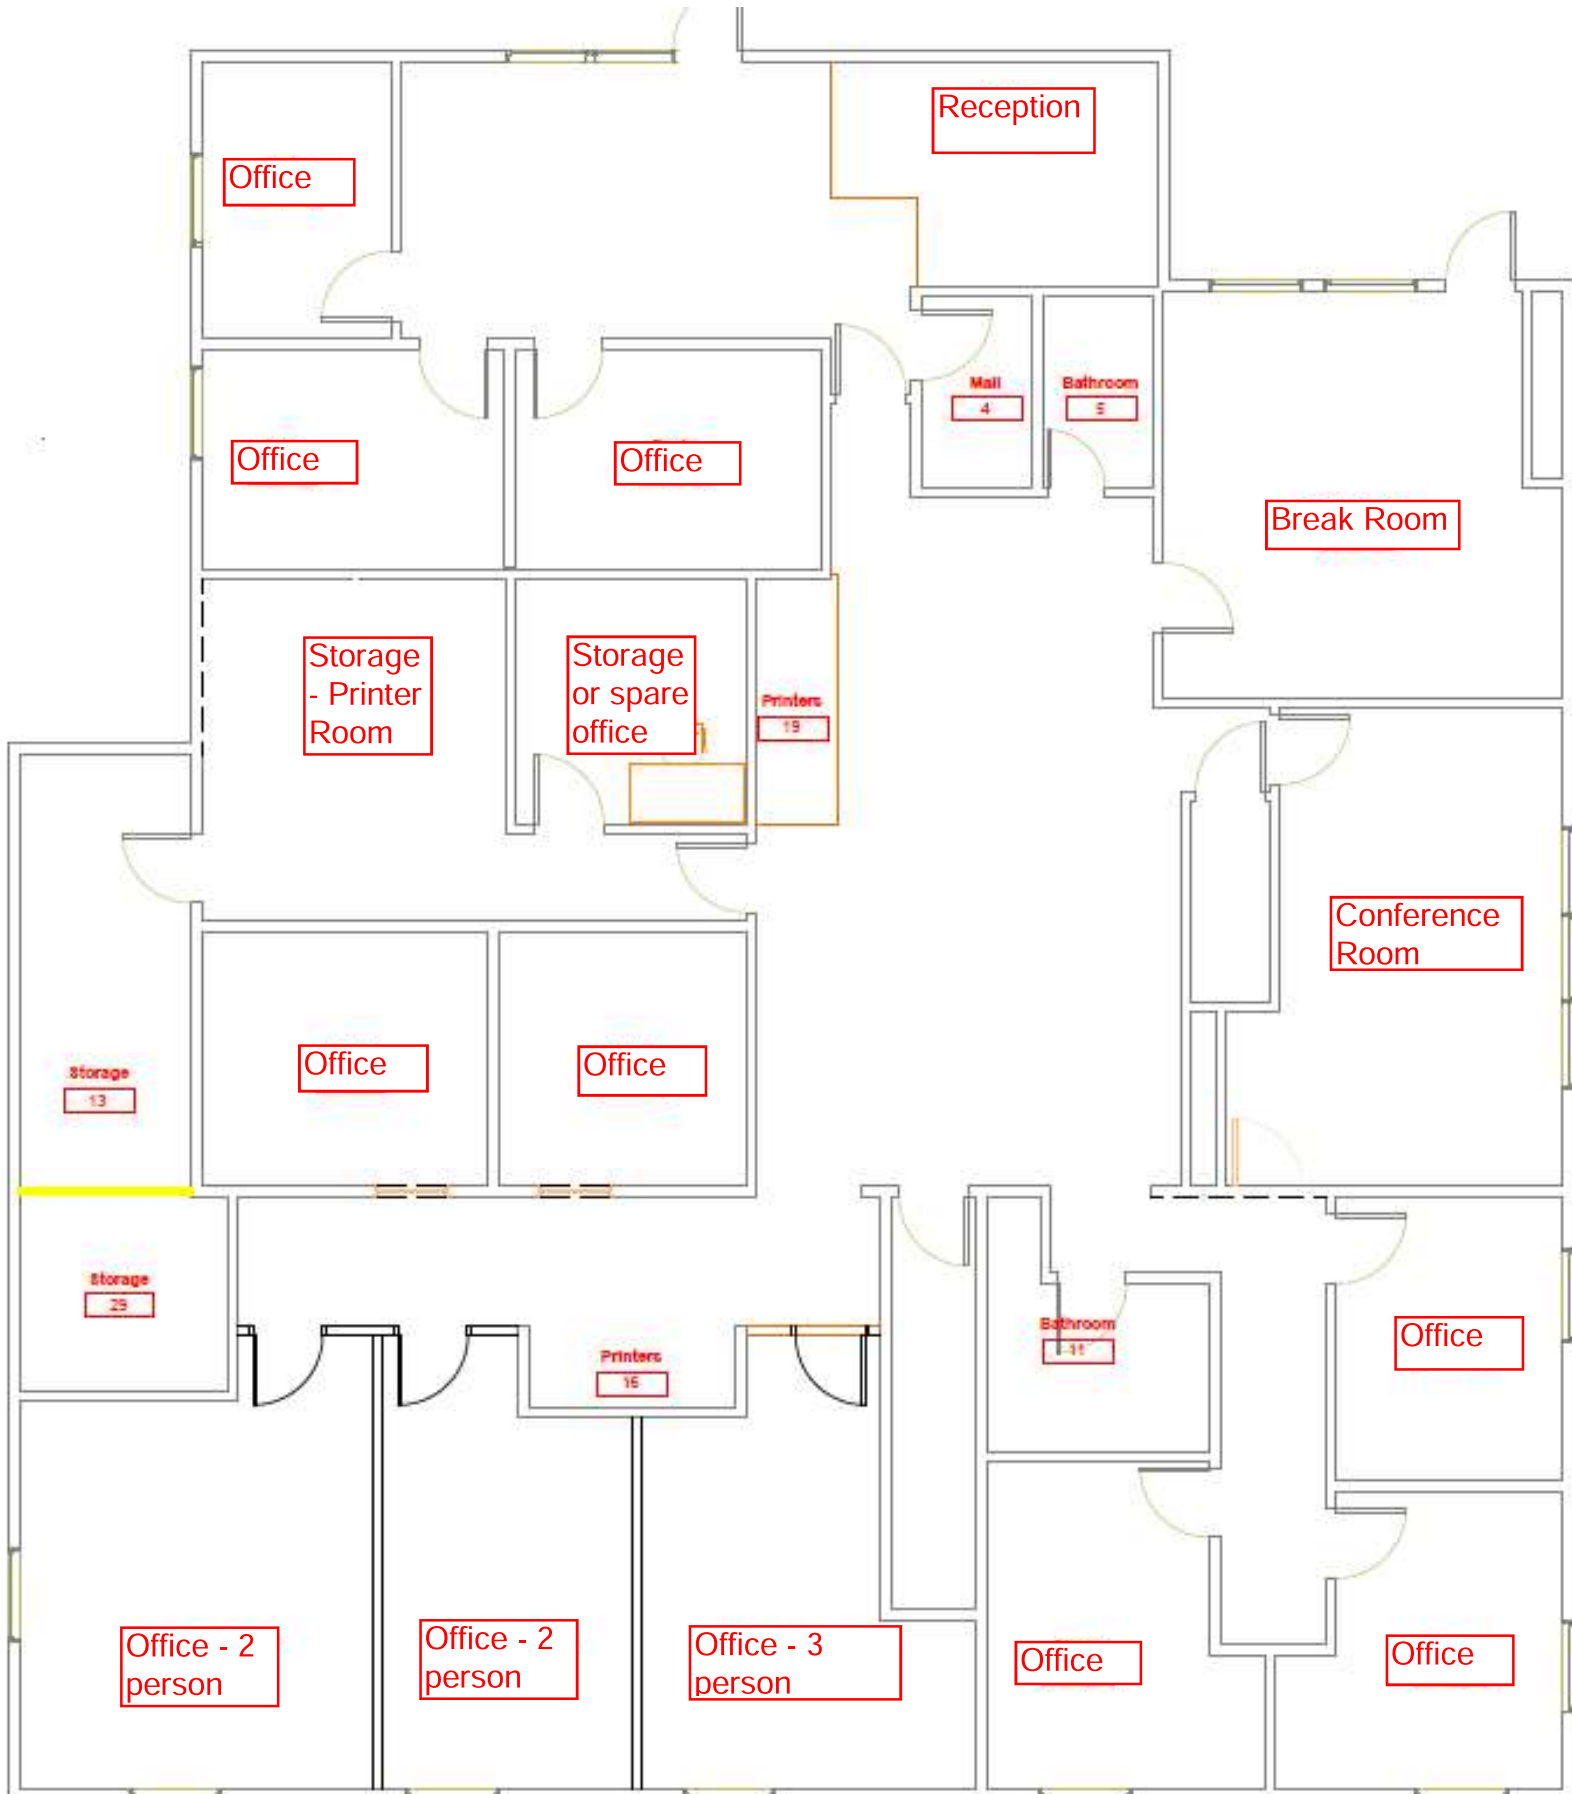 Reception
Office
Mail
4
Bathroom
5
Office
Office
Break Room
Storage
- Printer
Room
Storage
or spare
office
Printers
19
Conference
Room
Office
Office
Storage
13
Storage
29
Bathroom
11
Office
Printers
15
Office - 2
person
Office - 2
person
Office - 3
person
Office
Office